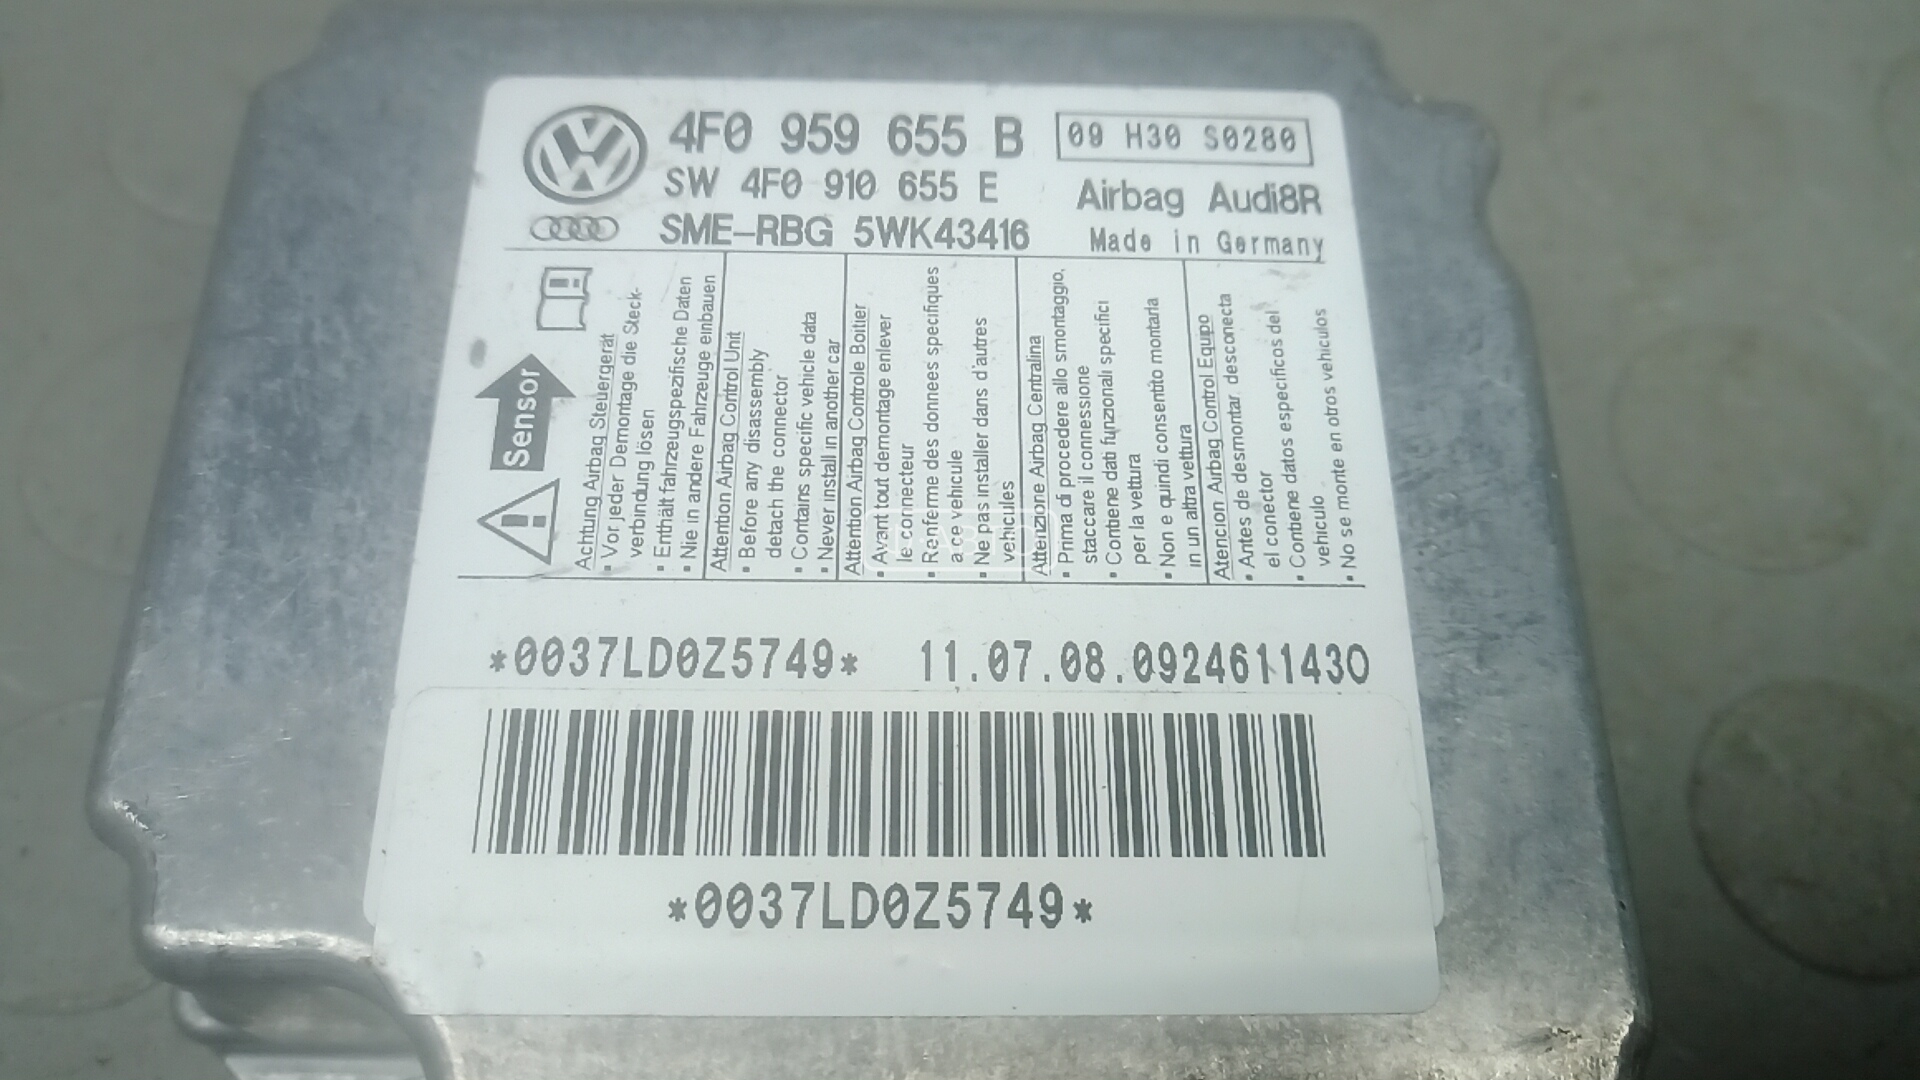 4F0 959 655 B
09 H30 S0280
SW 4F0 910 655 E
Airbag Audi8R
SME-RBG 5WK43416
Made in Germany
Sensor
Achtung Airbag Steuergerät
▪ Vor jeder Demontage die Steck-
verbindung lösen
▪ Enthält fahrzeugspezifische Daten
▪ Nie in andere Fahrzeuge einbauen
Attention Airbag Control Unit
▪ Before any disassembly
detach the connector
▪ Contains specific vehicle data
▪ Never install in another car
Attention Airbag Controle Boitier
▪ Avant tout demontage enlever
le connecteur
▪ Renferme des donnees specifiques
a ce vehicule
▪ Ne pas installer dans d'autres
vehicules
Attenzione Airbag Centralina
▪ Prima di procedere allo smontaggio,
staccare il connessione
▪ Contiene dati funzionali specifici
per la vettura
▪ Non e quindi consentito montarla
in un altra vettura
Atencion Airbag Control Equipo
▪ Antes de desmontar desconecta
el conector
▪ Contiene datos especificos del
vehiculo
▪ No se monte en otros vehiculos
*0037LD0Z5749* 11.07.08.0924611430
*0037LD0Z5749*